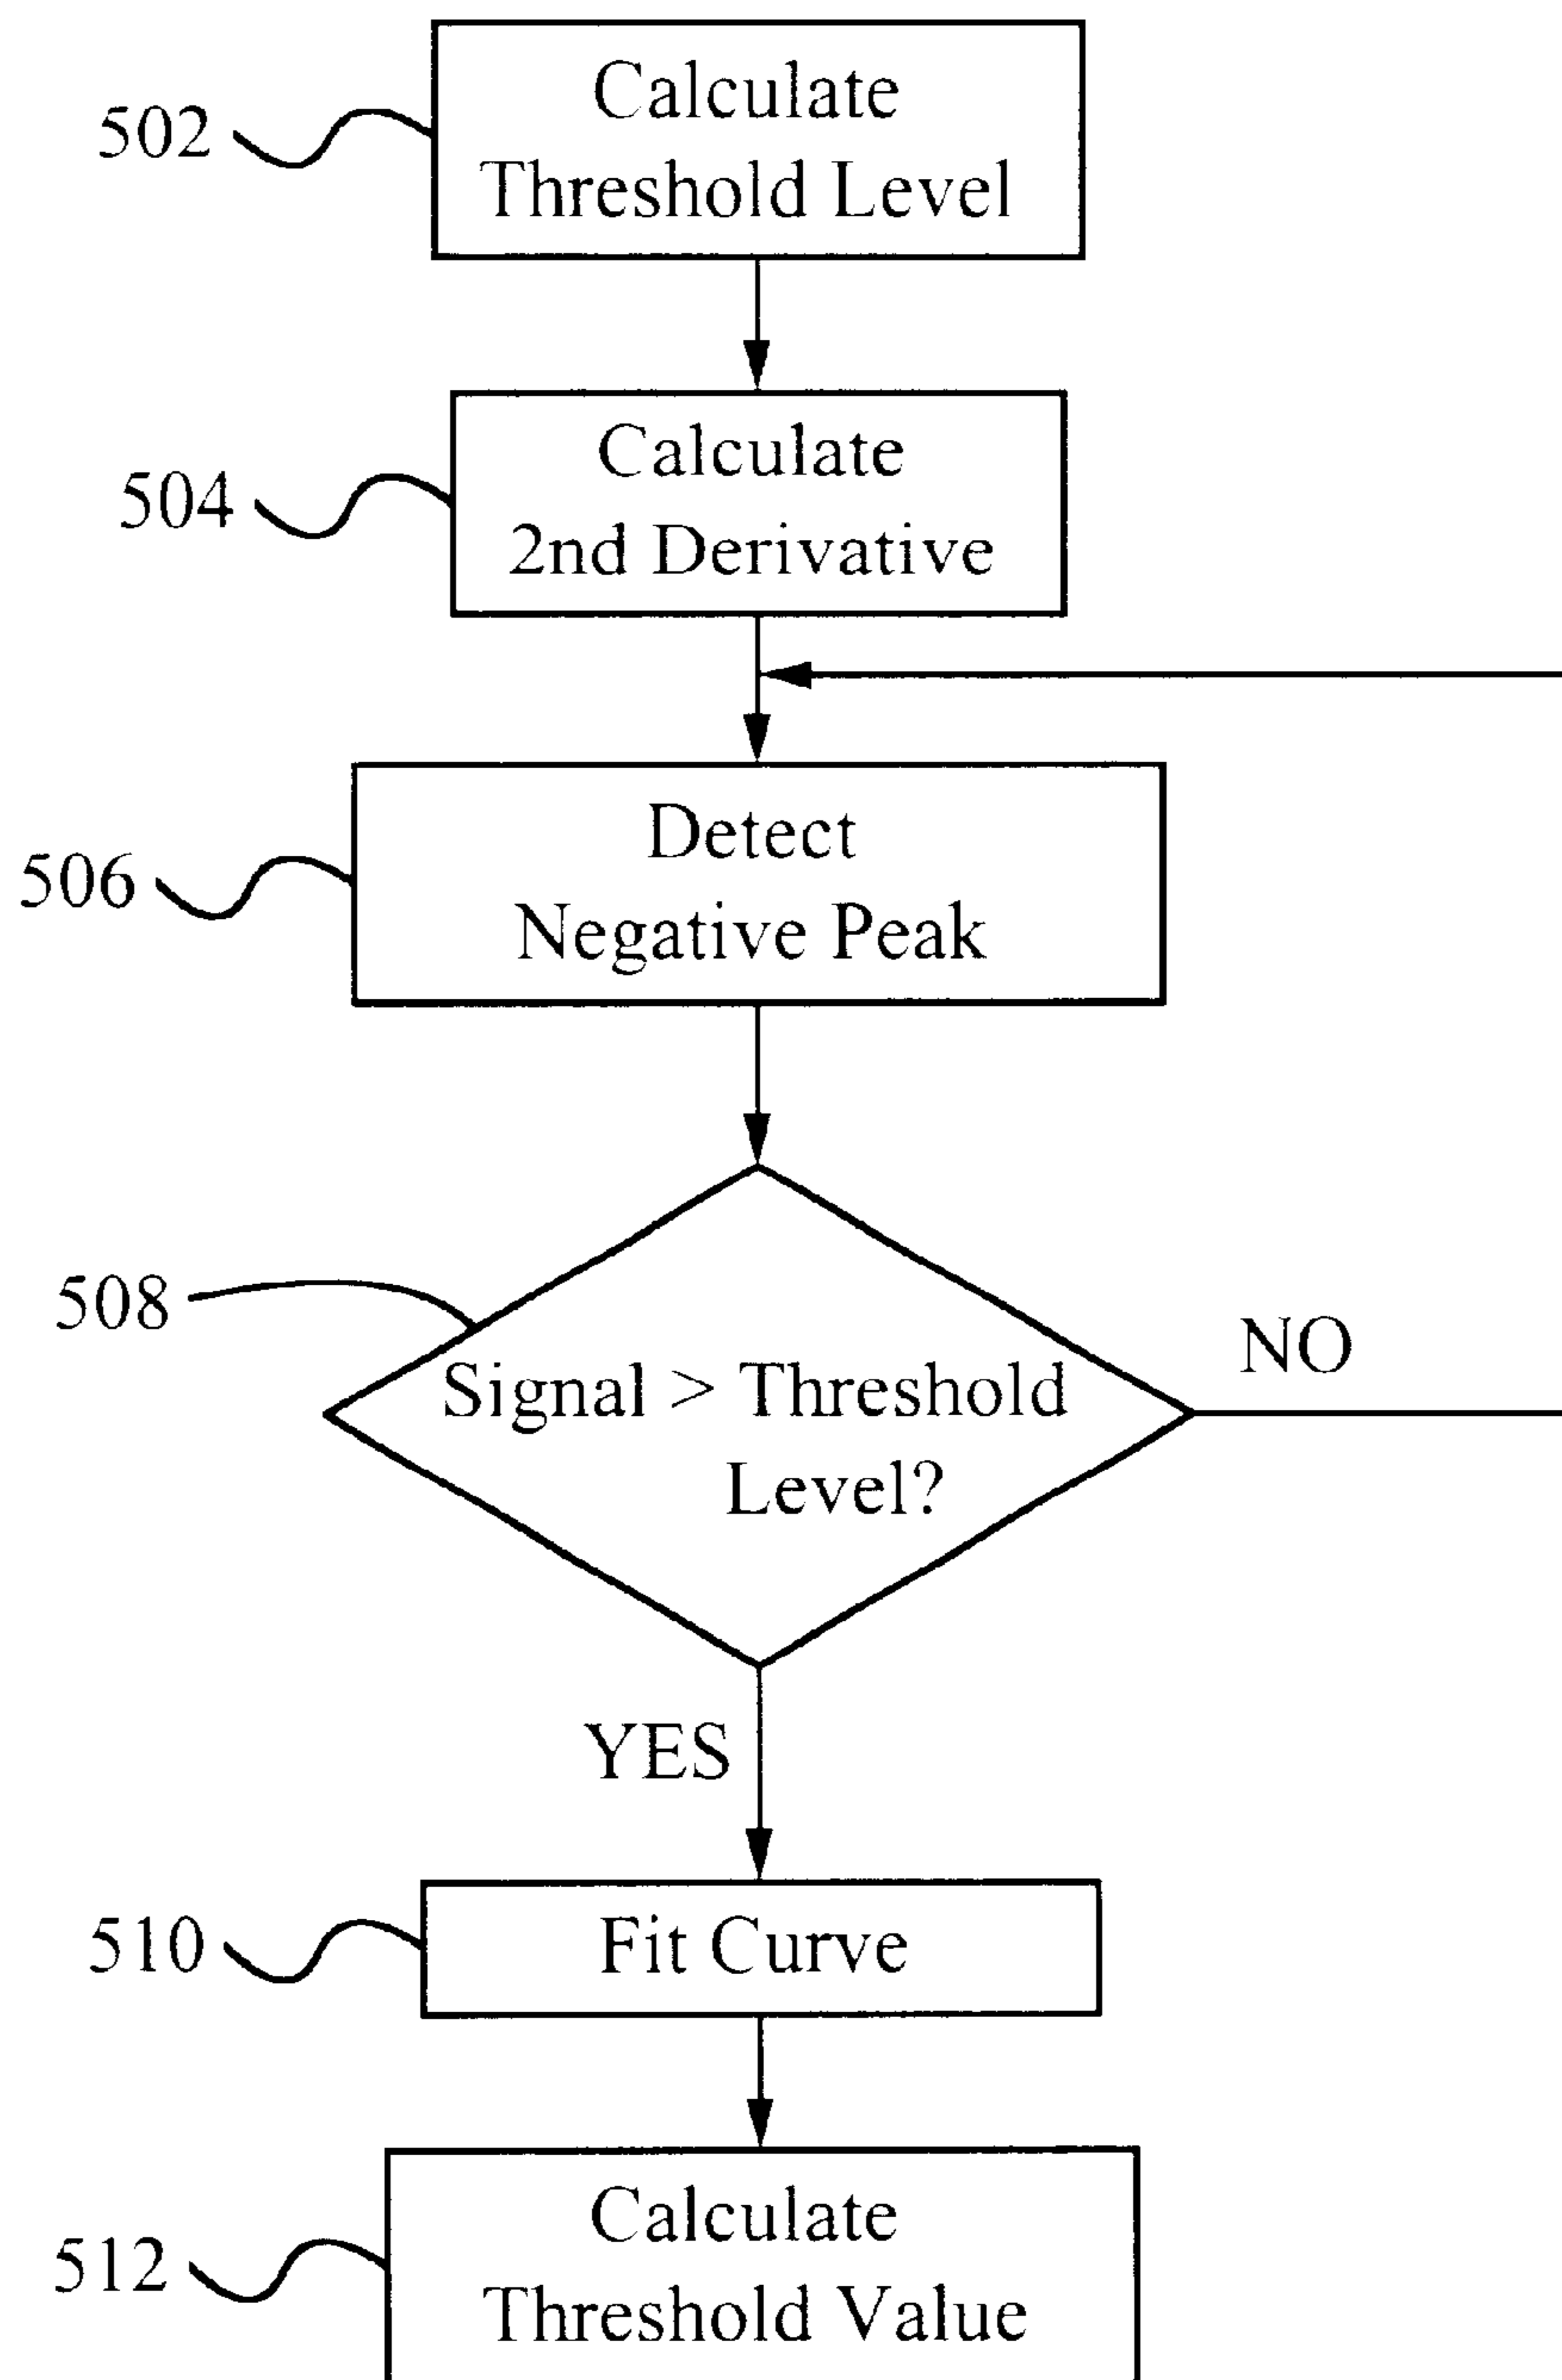 502
Calculate
Threshold Level
504
Calculate
2nd Derivative
506
Detect
Negative Peak
508
Signal > Threshold
Level?
NO
YES
510
Fit Curve
512
Calculate
Threshold Value